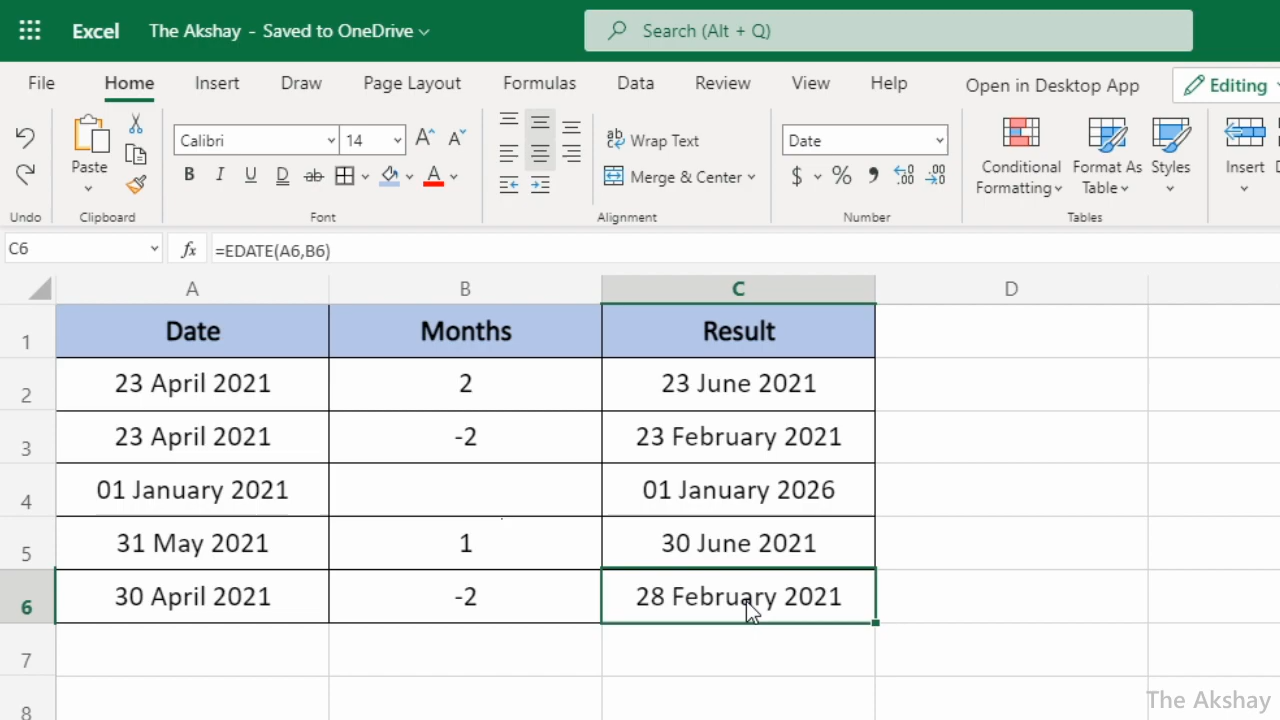 Excel The Akshay - Saved to OneDrive Search (Alt + Q)
File Home Insert Draw Page Layout Formulas Data Review View Help Open in Desktop App Editing
Paste
Calibri 14
B I U D ab A
Wrap Text
Merge & Center
Date
$ % , .00 .00
Conditional Formatting
Format As Table
Styles
Insert
Undo Clipboard Font Alignment Number Tables
C6 fx =EDATE(A6,B6)
A B C D
1 Date Months Result
2 23 April 2021 2 23 June 2021
3 23 April 2021 -2 23 February 2021
4 01 January 2021 01 January 2026
5 31 May 2021 1 30 June 2021
6 30 April 2021 -2 28 February 2021
7
8
The Akshay